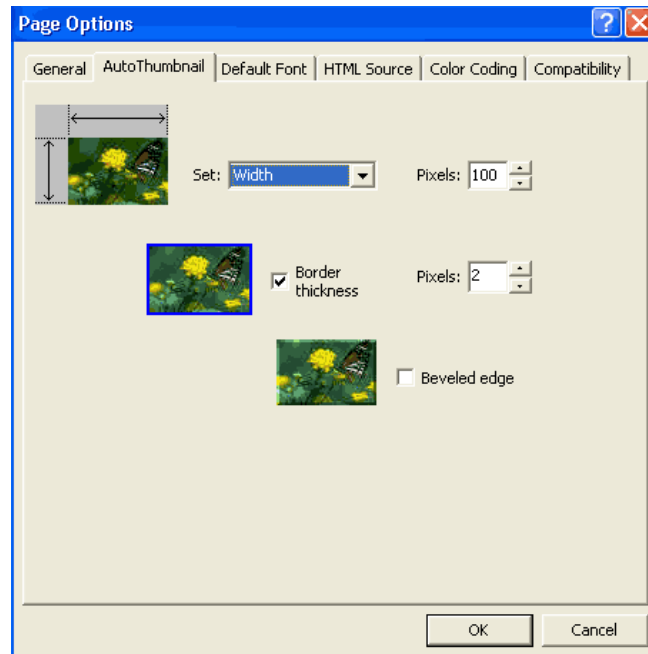 Page Options
General AutoThumbnail Default Font HTML Source Color Coding Compatibility
Set: Width Pixels: 100
Border
thickness Pixels: 2
Beveled edge
OK Cancel